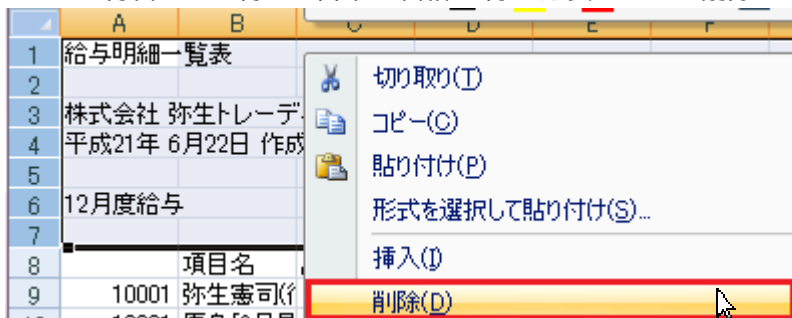 A B
1 給与明細一覧表
2
3 株式会社 弥生トレーデ
4 平成21年 6月22日 作成
5
6 12月度給与
7
8 項目名
9 10001 弥生憲司(
切り取り(T)
コピー(C)
貼り付け(P)
形式を選択して貼り付け(S)...
挿入(I)
削除(D)